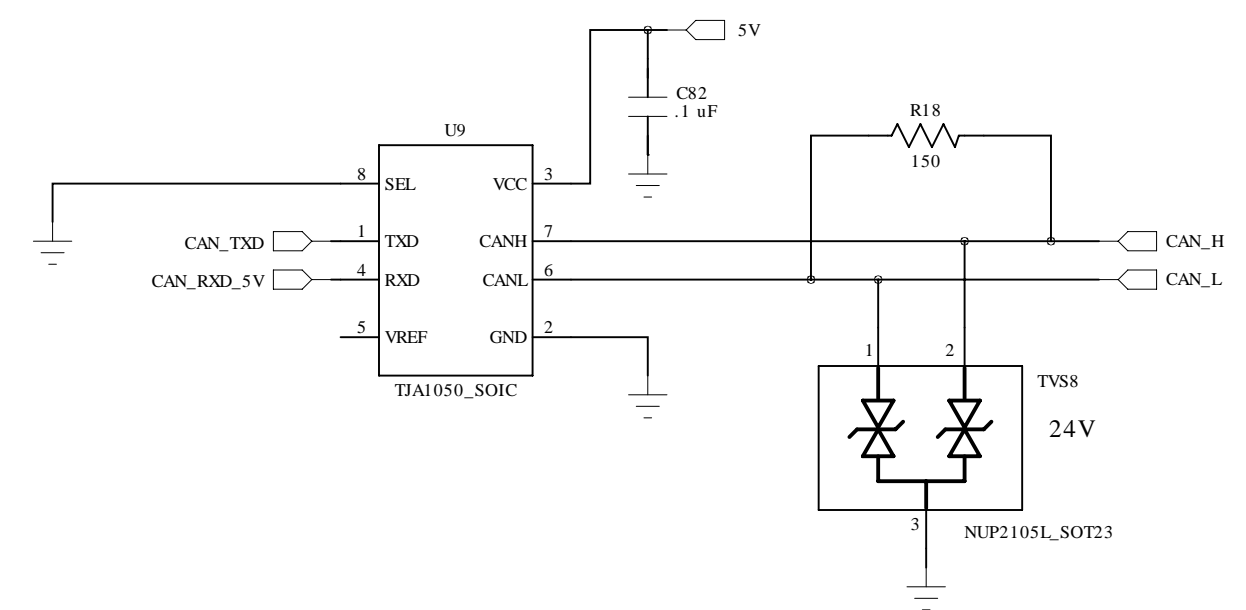 5V
C82
.1 uF
R18
150
U9
8
SEL
VCC
3
CAN_TXD
1
TXD
CANH
7
CAN_H
CAN_RXD_5V
4
RXD
CANL
6
CAN_L
5
VREF
GND
2
TJA1050_SOIC
1
2
TVS8
24V
3
NUP2105L_SOT23